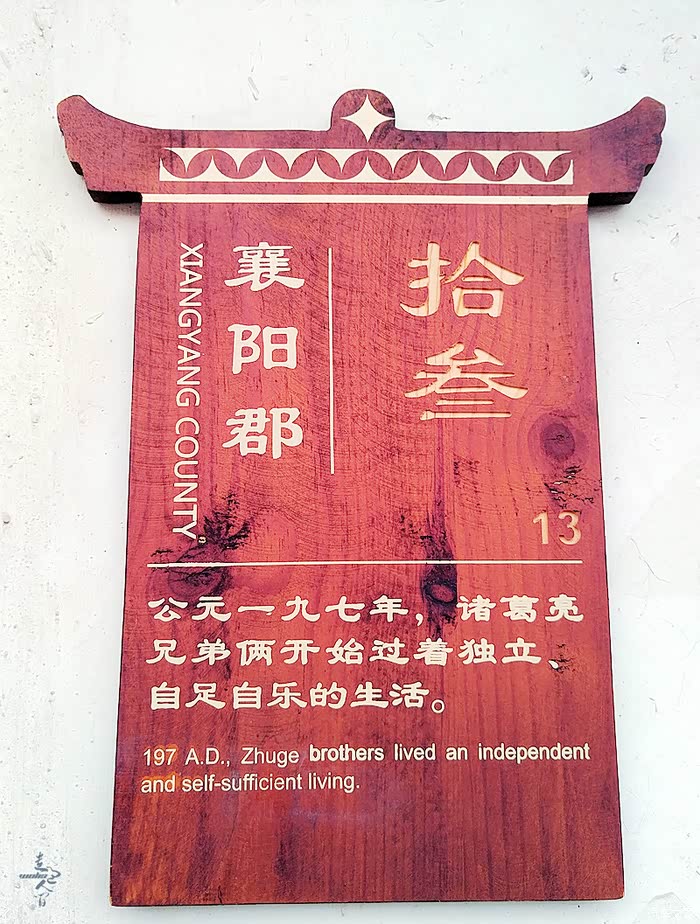 拾叁
13
襄阳郡
XIANGYANG COUNTY
公元一九七年，诸葛亮
兄弟俩开始过着独立、
自足自乐的生活。
197 A.D., Zhuge brothers lived an independent
and self-sufficient living.